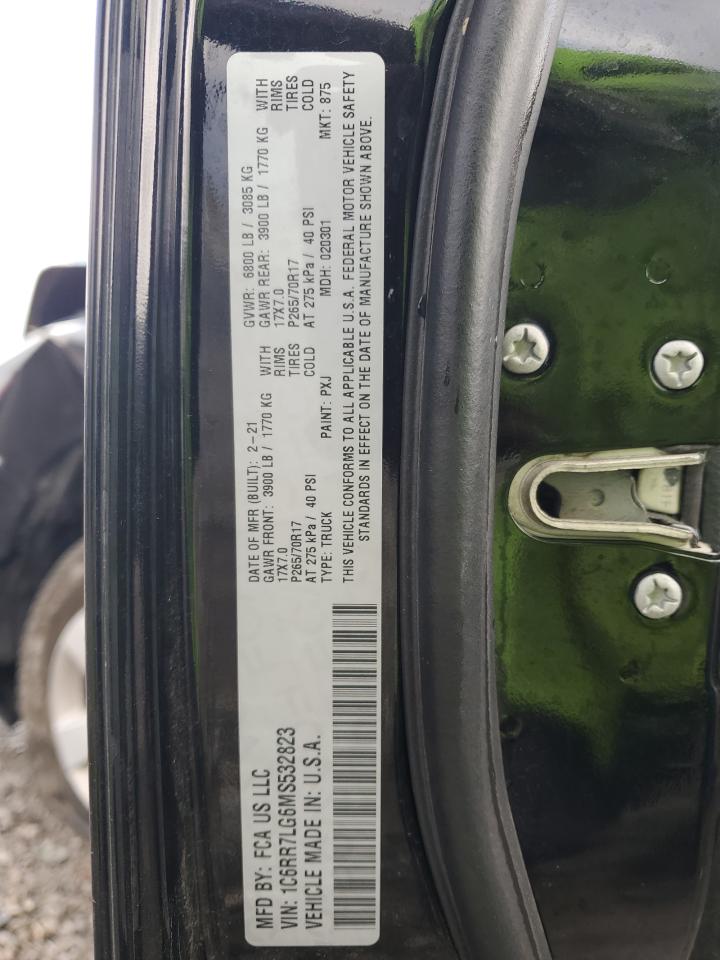 MFD BY: FCA US LLC
VIN: 1C6RR7LG6MS532823
VEHICLE MADE IN: U.S.A.
DATE OF MFR (BUILT): 2-21 GVWR: 6800 LB / 3085 KG
GAWR FRONT: 3900 LB / 1770 KG WITH GAWR REAR: 3900 LB / 1770 KG WITH
17X7.0 RIMS 17X7.0 RIMS
P265/70R17 TIRES P265/70R17 TIRES
AT 275 kPa / 40 PSI COLD AT 275 kPa / 40 PSI COLD
TYPE: TRUCK PAINT: PXJ MDH: 020301 MKT: 875
THIS VEHICLE CONFORMS TO ALL APPLICABLE U.S.A. FEDERAL MOTOR VEHICLE SAFETY
STANDARDS IN EFFECT ON THE DATE OF MANUFACTURE SHOWN ABOVE.